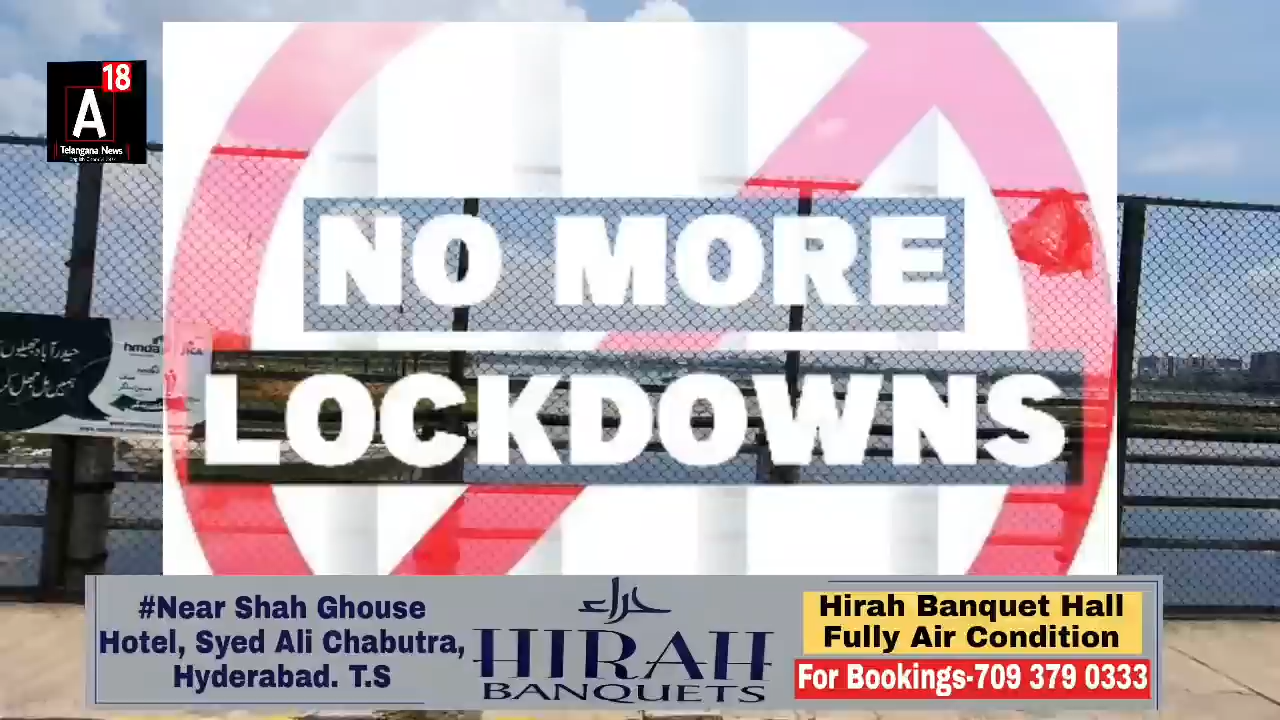 18
A
Telangana News
NO MORE
LOCKDOWNS
hmda
JICA
#Near Shah Ghouse
Hotel, Syed Ali Chabutra,
Hyderabad. T.S
حراء
HIRAH
BANQUETS
Hirah Banquet Hall
Fully Air Condition
For Bookings-709 379 0333